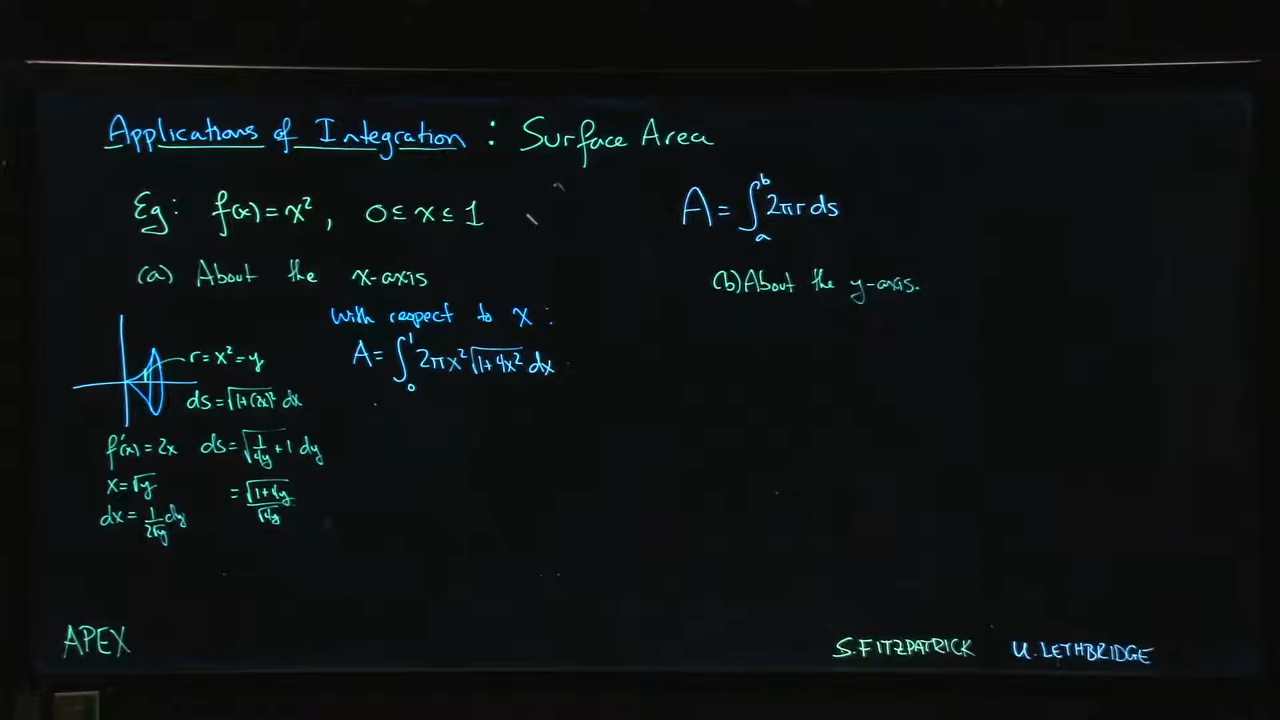 Applications of Integration : Surface Area
Eg: f(x) = x², 0 ≤ x ≤ 1
A = ∫ₐᵇ 2πr ds
(a) About the x-axis
(b) About the y-axis.
with respect to x :
r = x² = y
A = ∫₀¹ 2πx² √(1+4x²) dx
ds = √(1+(2x)²) dx
f'(x) = 2x
ds = √(1/4y + 1) dy
x = √y
= √(1+4y)/√4y
dx = 1/(2√y) dy
APEX
S. FITZPATRICK U. LETHBRIDGE